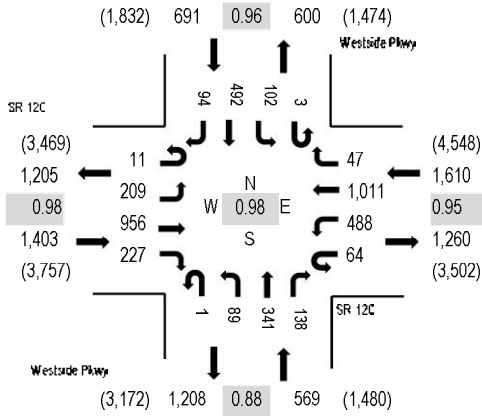 (1,832) 691 0.96 600 (1,474)
Westside Pkwy
94 492 102 3
SR 120
(3,469)
1,205
0.98
1,403
(3,757)
11
209
956
227
N
W 0.98 E
S
47
1,011
488
64
(4,548)
1,610
0.95
1,260
(3,502)
1 89 341 138
SR 120
Westside Pkwy
(3,172) 1,208 0.88 569 (1,480)